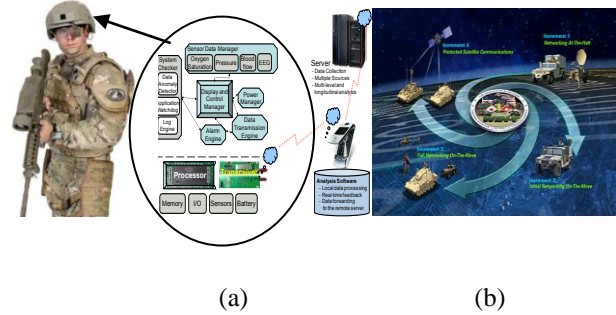 Sensor Data Manager
System
Checker
Oxygen
Saturation
Pressure
Blood
flow
EEG
Data
Anomaly
Detector
Application
Watchdog
Log
Engine
Display and
Control
Manager
Power
Manager
Alarm
Engine
Data
Transmission
Engine
Processor
Transceiver
Memory
I/O
Sensors
Battery
Server
- Data Collection
- Multiple Sources
- Multi-level and
longitudinal analysis
Analysis Software
- Local data processing
- Real-time feedback
- Data forwarding
to the remote server
Increment 1
Networking At-The-Halt
Increment 4
Protected Satellite Communications
Increment 3
Full Networking On-The-Move
Increment 2
Initial Networking On-The-Move
(a)
(b)